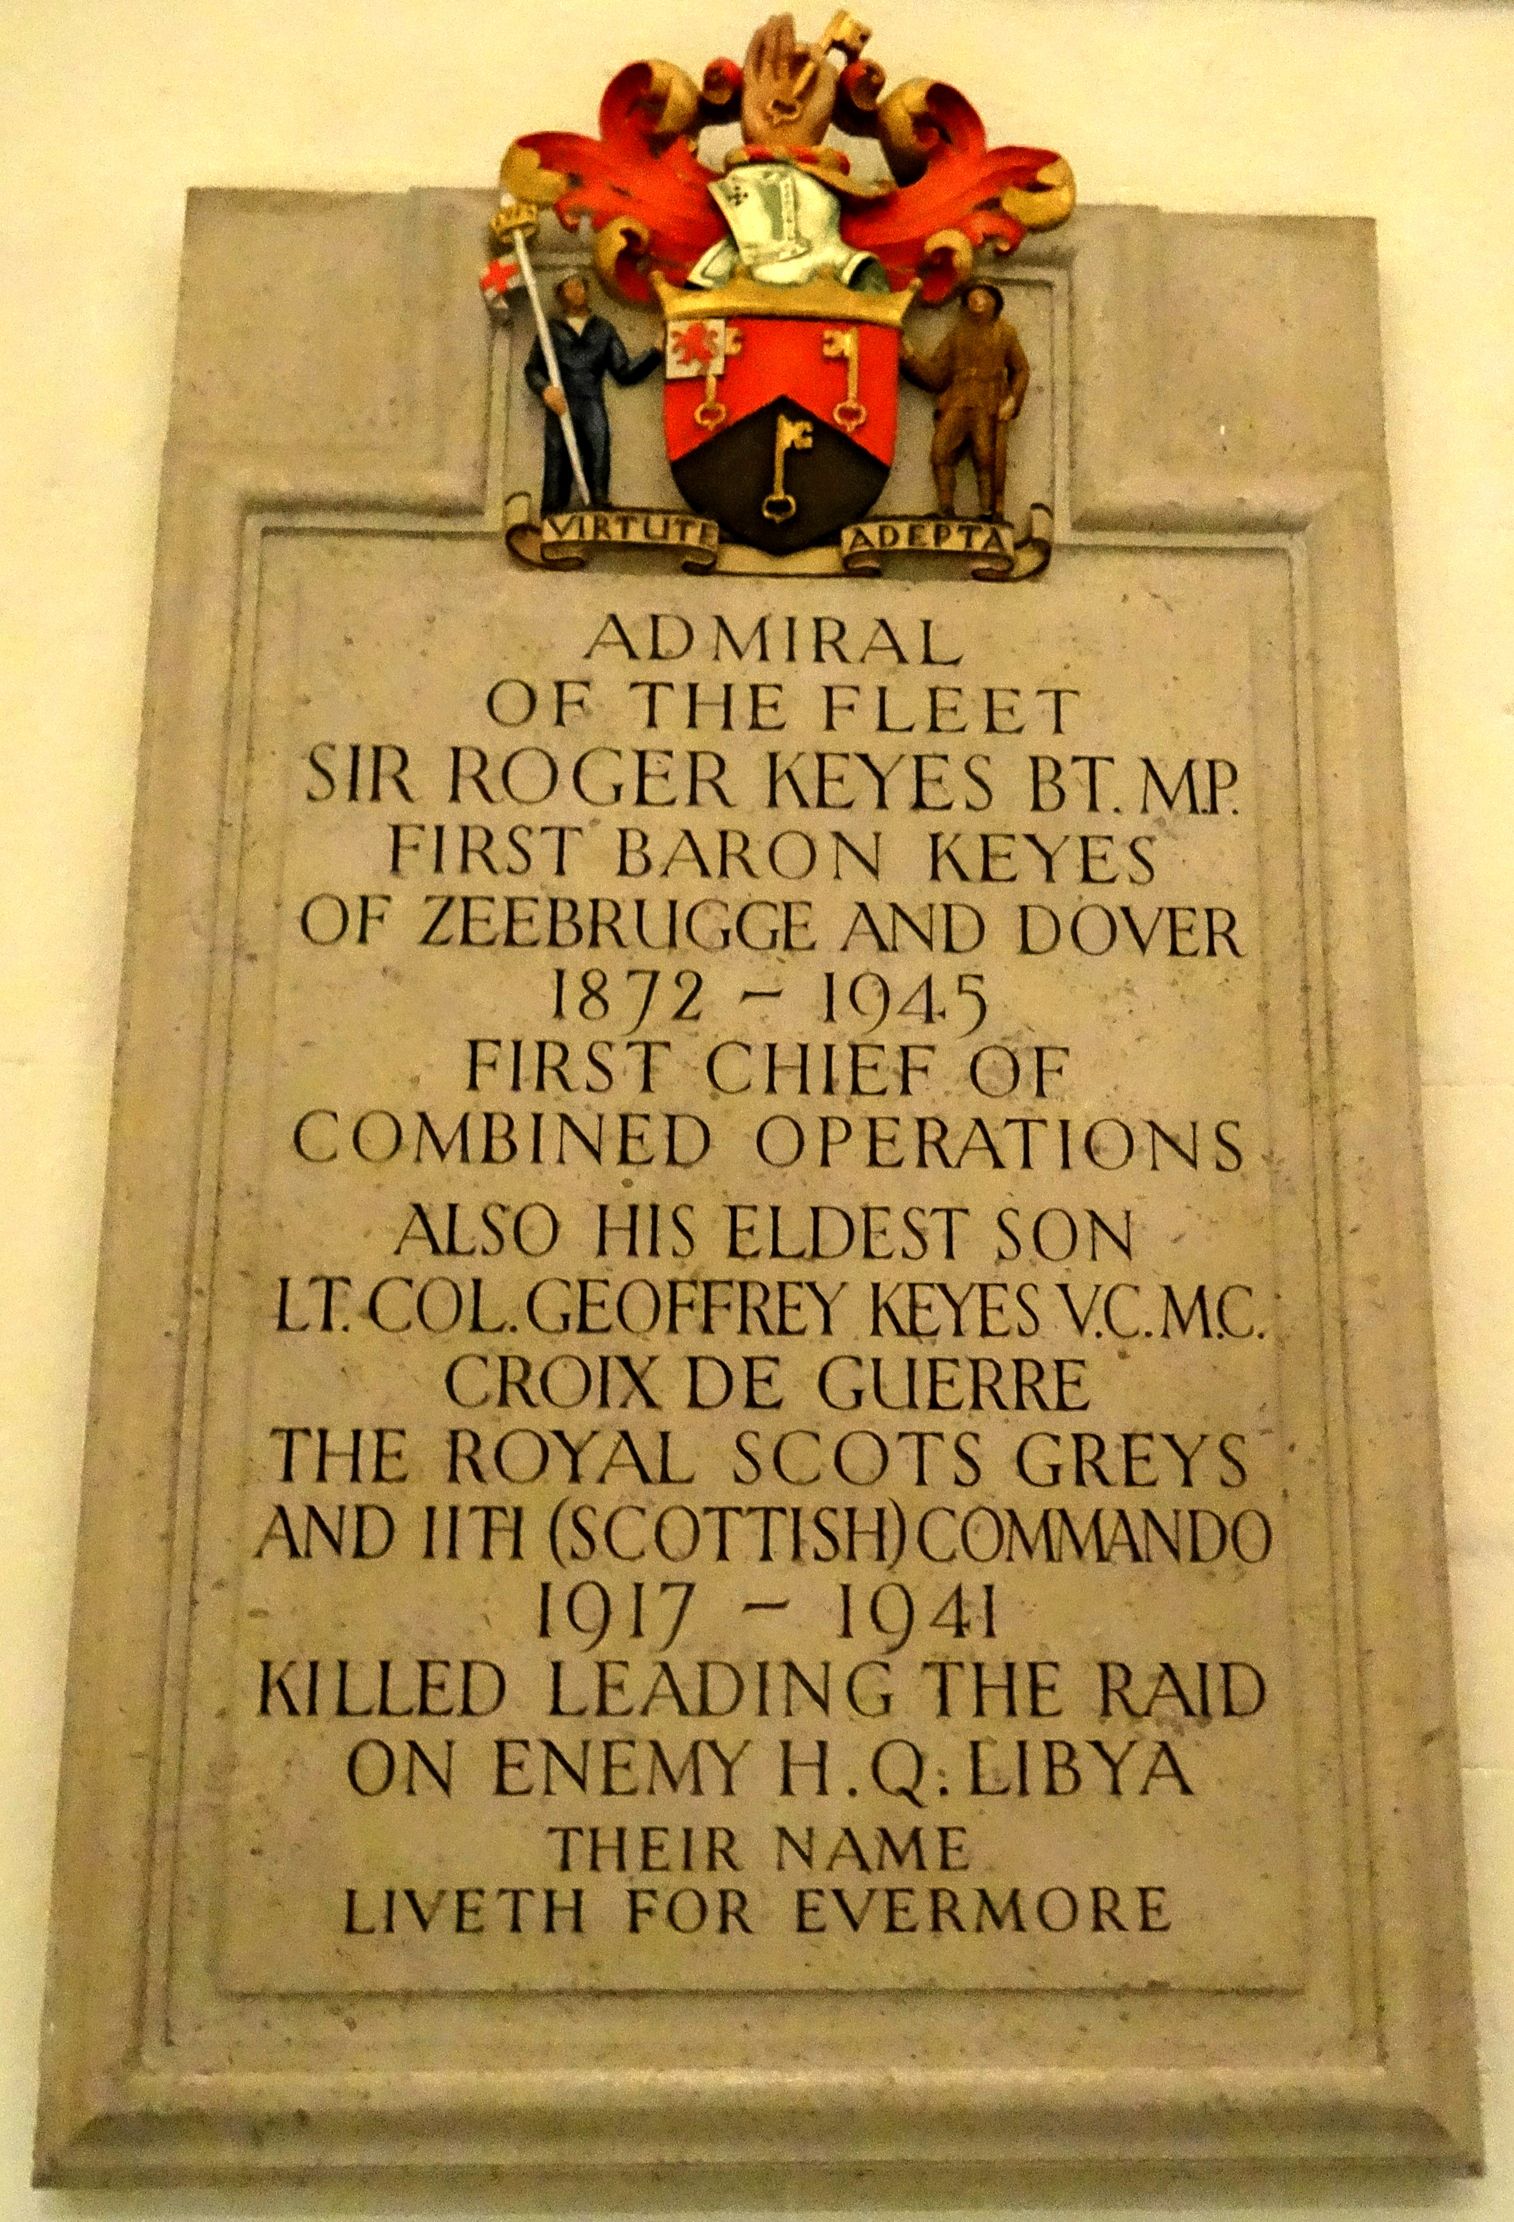 VIRTUTE ADEPTA
ADMIRAL
OF THE FLEET
SIR ROGER KEYES BT. M.P.
FIRST BARON KEYES
OF ZEEBRUGGE AND DOVER
1872 – 1945
FIRST CHIEF OF
COMBINED OPERATIONS
ALSO HIS ELDEST SON
LT. COL. GEOFFREY KEYES V.C. M.C.
CROIX DE GUERRE
THE ROYAL SCOTS GREYS
AND 11TH (SCOTTISH) COMMANDO
1917 – 1941
KILLED LEADING THE RAID
ON ENEMY H.Q: LIBYA
THEIR NAME
LIVETH FOR EVERMORE